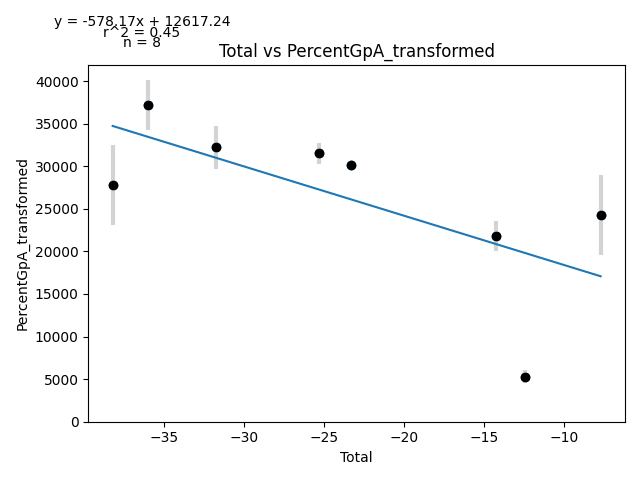 y = -578.17x + 12617.24
r^2 = 0.45
n = 8
Total vs PercentGpA_transformed
PercentGpA_transformed
40000
35000
30000
25000
20000
15000
10000
5000
0
−35
−30
−25
−20
−15
−10
Total